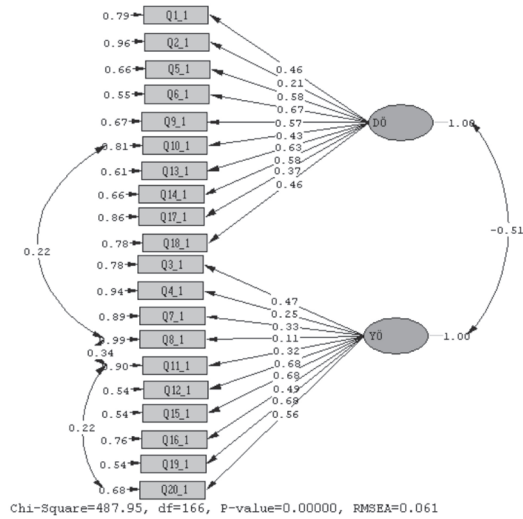 0.79 Q1_1
0.96 Q2_1
0.66 Q5_1
0.55 Q6_1
0.67 Q9_1
0.81 Q10_1
0.61 Q13_1
0.66 Q14_1
0.86 Q17_1
0.78 Q18_1
0.78 Q3_1
0.94 Q4_1
0.89 Q7_1
0.99 Q8_1
0.90 Q11_1
0.54 Q12_1
0.54 Q15_1
0.76 Q16_1
0.54 Q19_1
0.68 Q20_1
0.22
0.34
0.22
0.46
0.21
0.58
0.67
0.57
0.43
0.63
0.58
0.37
0.46
DÖ 1.00
-0.51
0.47
0.25
0.33
0.11
0.32
0.68
0.68
0.49
0.68
0.56
YÖ 1.00
Chi-Square=487.95, df=166, P-value=0.00000, RMSEA=0.061